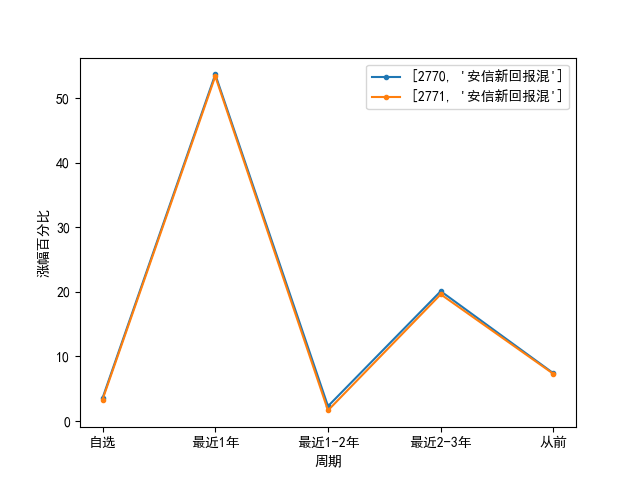 [2770, '安信新回报混']
[2771, '安信新回报混']
涨幅百分比
50
40
30
20
10
0
自选 最近1年 最近1-2年 最近2-3年 从前
周期